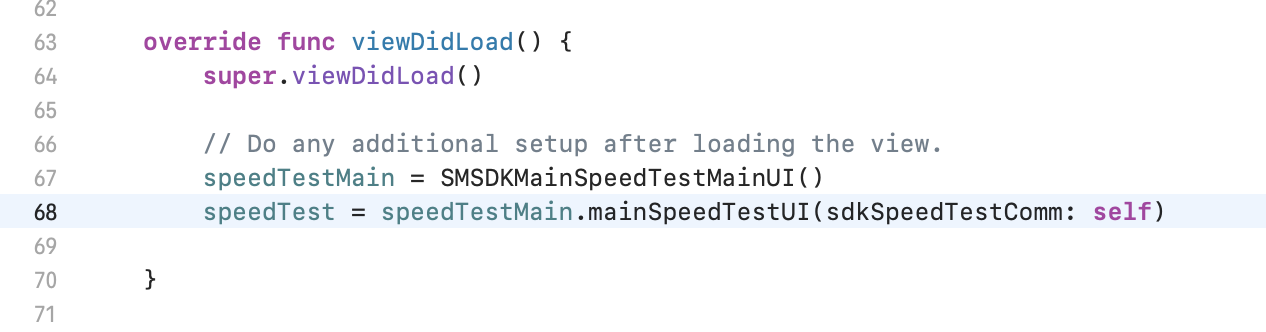 62
63 override func viewDidLoad() {
64 super.viewDidLoad()
65
66 // Do any additional setup after loading the view.
67 speedTestMain = SMSDKMainSpeedTestMainUI()
68 speedTest = speedTestMain.mainSpeedTestUI(sdkSpeedTestComm: self)
69
70 }
71